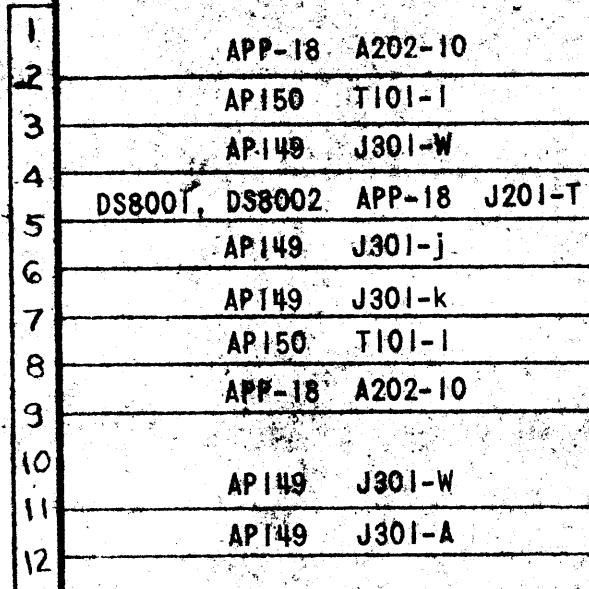 1
APP-18 A202-10
2
AP150 T101-1
3
AP149 J301-W
4
DS8001, DS8002 APP-18 J201-T
5
AP149 J301-j
6
AP149 J301-k
7
AP150 T101-1
8
APP-18 A202-10
9
10
AP149 J301-W
11
AP149 J301-A
12